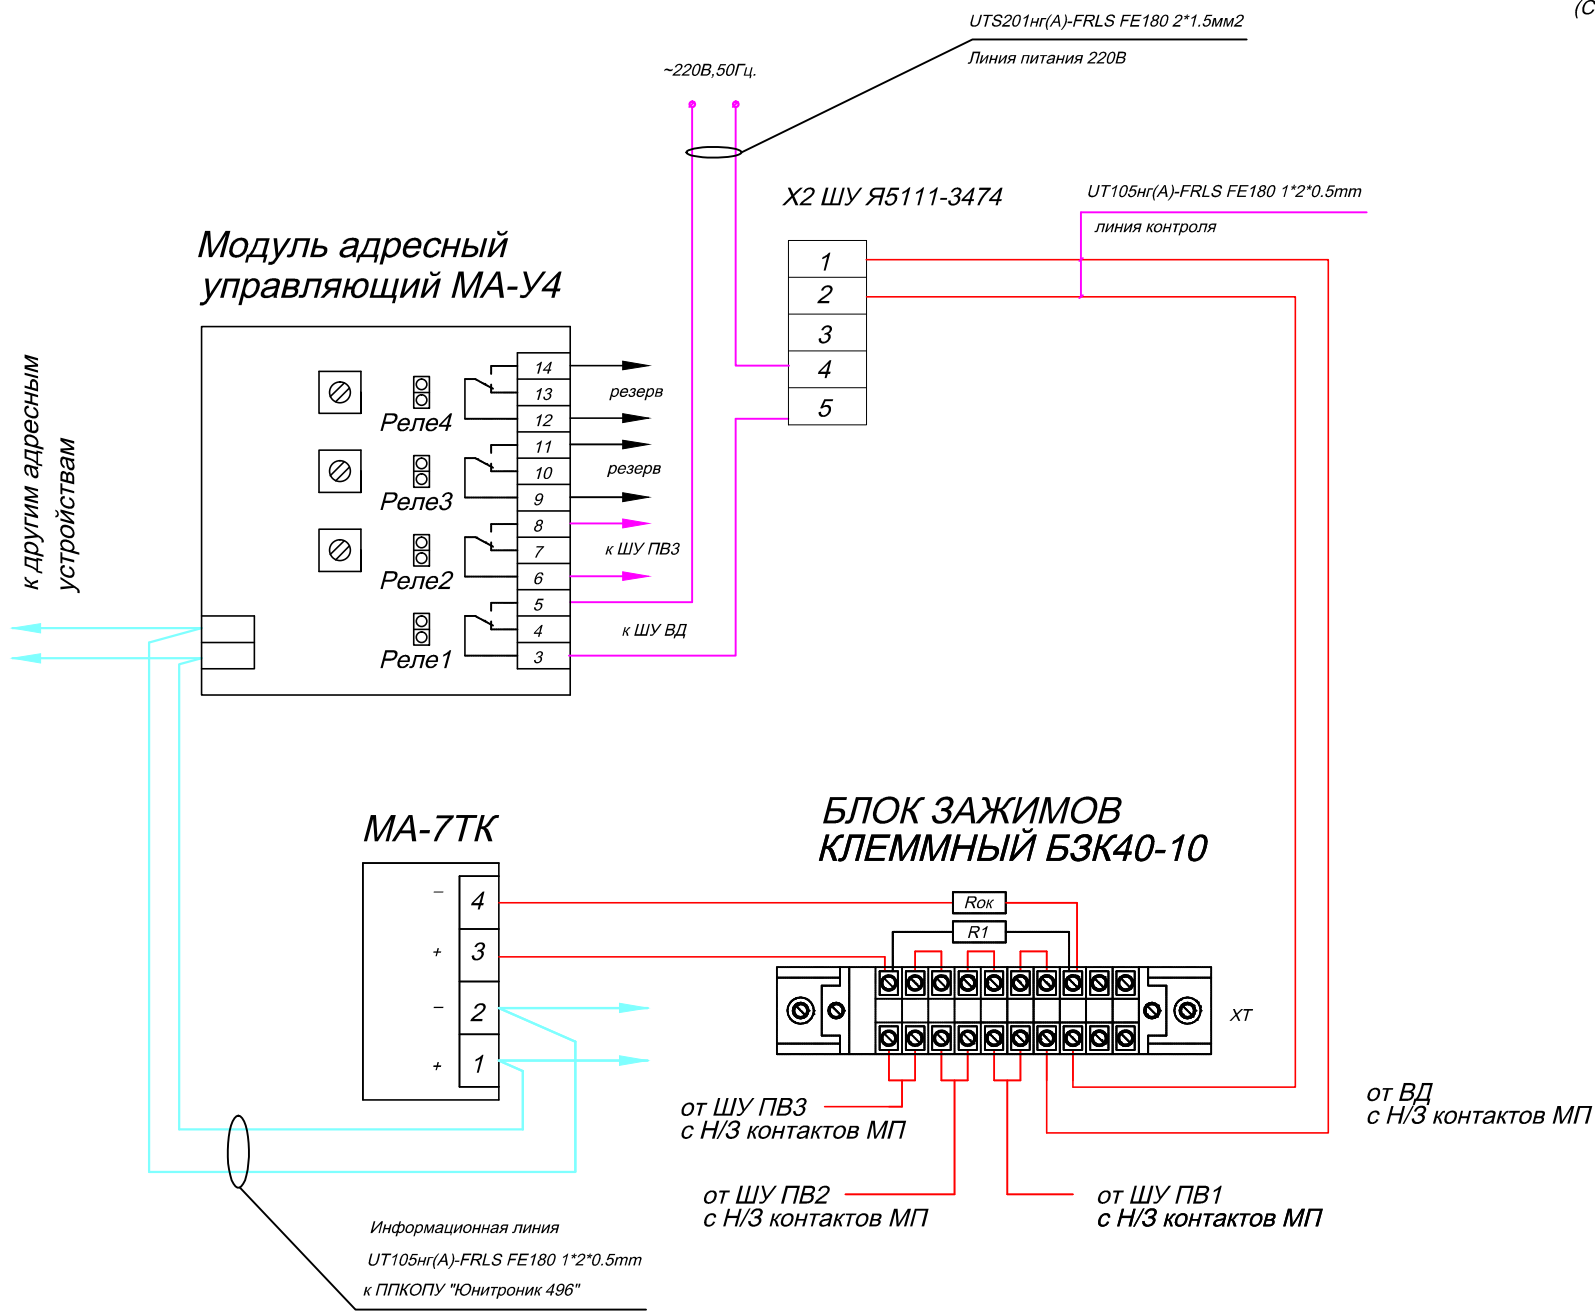 (С
UTS201нг(А)-FRLS FE180 2*1.5мм2
Линия питания 220В
~220В,50Гц.
Х2 ШУ Я5111-3474
1
2
3
4
5
UT105нг(А)-FRLS FE180 1*2*0.5mm
линия контроля
Модуль адресный
управляющий МА-У4
к другим адресным
устройствам
Реле4
Реле3
Реле2
Реле1
14
13
12
11
10
9
8
7
6
5
4
3
резерв
резерв
к ШУ ПВ3
к ШУ ВД
МА-7ТК
− 4
+ 3
− 2
+ 1
БЛОК ЗАЖИМОВ
КЛЕММНЫЙ БЗК40-10
Rок
R1
ХТ
от ШУ ПВ3
с Н/З контактов МП
от ШУ ПВ2
с Н/З контактов МП
от ШУ ПВ1
с Н/З контактов МП
от ВД
с Н/З контактов МП
Информационная линия
UT105нг(А)-FRLS FE180 1*2*0.5mm
к ППКОПУ "Юнитроник 496"